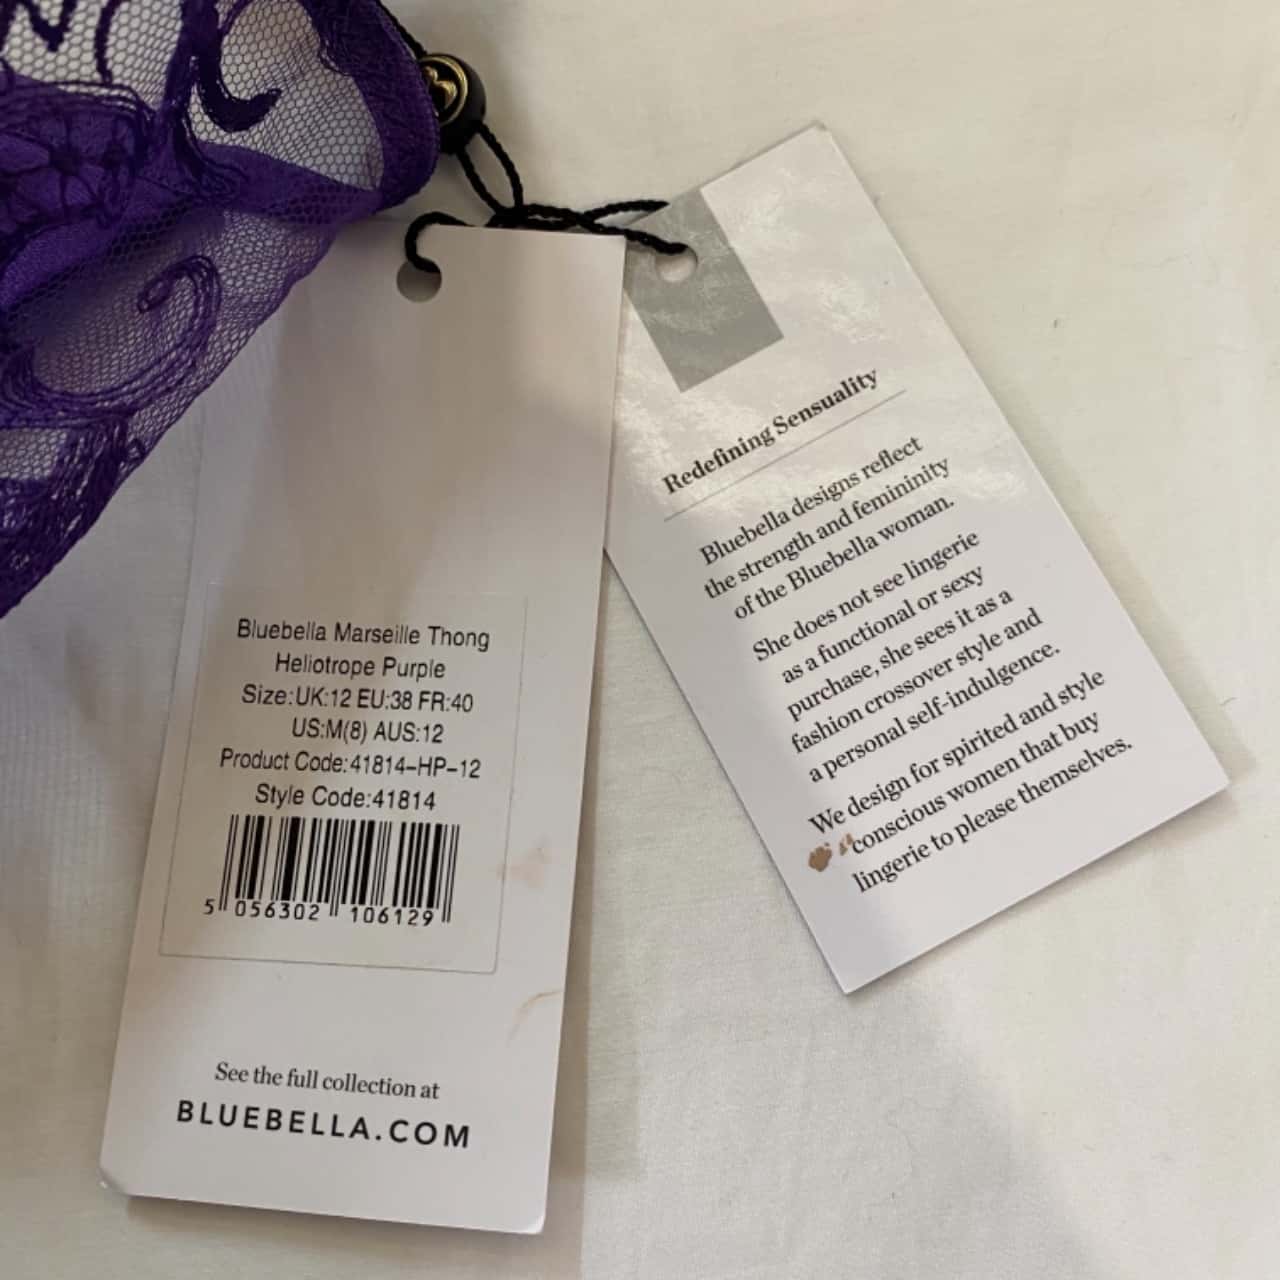 Bluebella Marseille Thong
Heliotrope Purple
Size:UK:12 EU:38 FR:40
US:M(8) AUS:12
Product Code:41814-HP-12
Style Code:41814
5 056302 106129
See the full collection at
BLUEBELLA.COM
Redefining Sensuality
Bluebella designs reflect
the strength and femininity
of the Bluebella woman.
She does not see lingerie
as a functional or sexy
purchase, she sees it as a
fashion crossover style and
a personal self-indulgence.
We design for spirited and style
conscious women that buy
lingerie to please themselves.